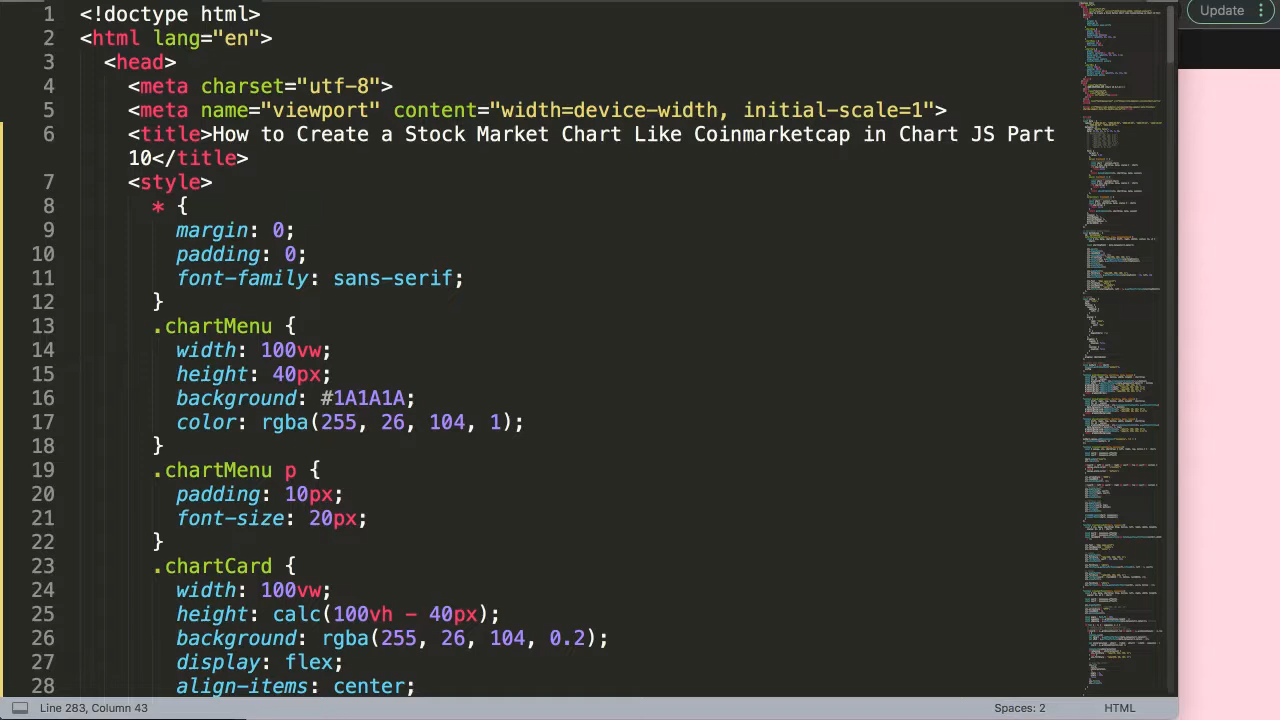 Update
1 <!doctype html>
2 <html lang="en">
3 <head>
4 <meta charset="utf-8">
5 <meta name="viewport" content="width=device-width, initial-scale=1">
6 <title>How to Create a Stock Market Chart Like Coinmarketcap in Chart JS Part
10</title>
7 <style>
8 * {
9 margin: 0;
10 padding: 0;
11 font-family: sans-serif;
12 }
13 .chartMenu {
14 width: 100vw;
15 height: 40px;
16 background: #1A1A1A;
17 color: rgba(255, 26, 104, 1);
18 }
19 .chartMenu p {
20 padding: 10px;
21 font-size: 20px;
22 }
23 .chartCard {
24 width: 100vw;
25 height: calc(100vh - 40px);
26 background: rgba(255, 26, 104, 0.2);
27 display: flex;
28 align-items: center;
Line 283, Column 43 Spaces: 2 HTML